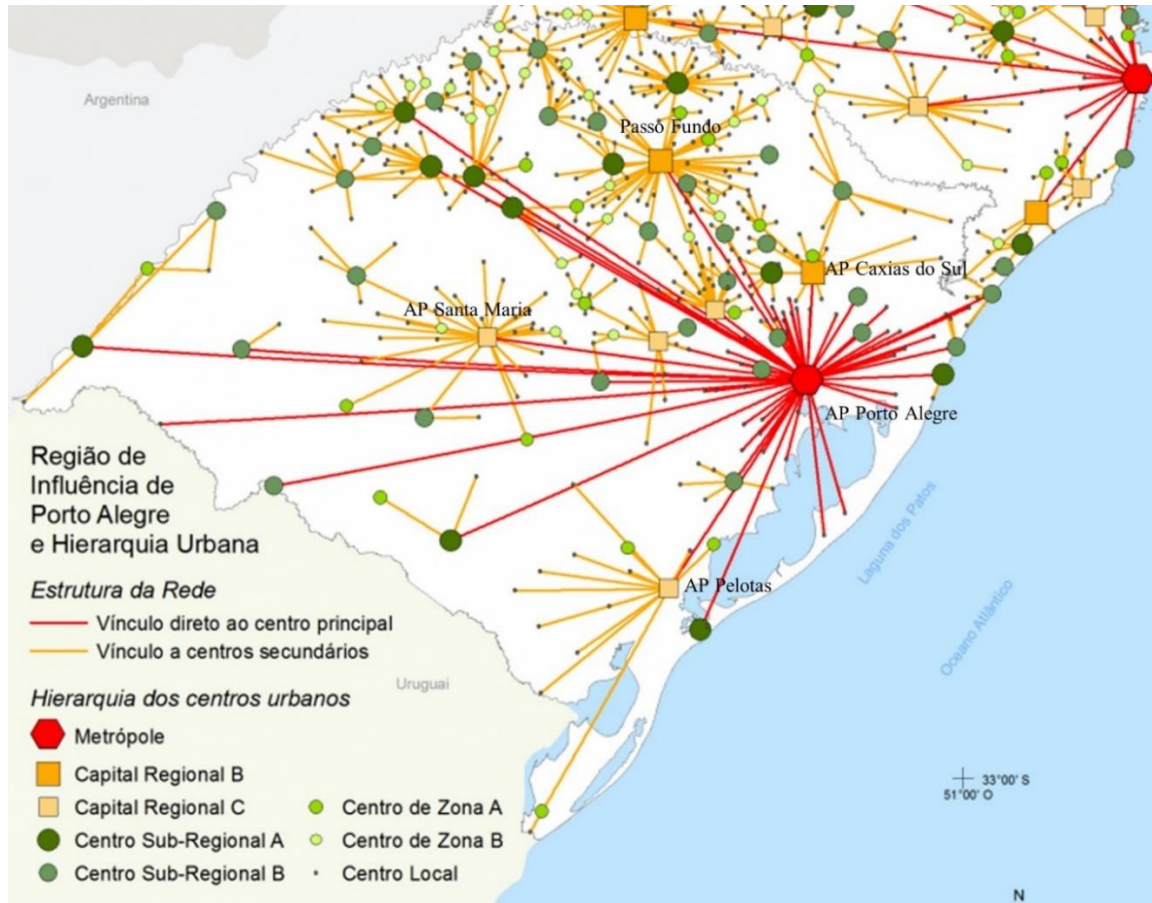 Argentina
Passo Fundo
AP Caxias do Sul
AP Santa Maria
AP Porto Alegre
Região de
Influência de
Porto Alegre
e Hierarquia Urbana
Estrutura da Rede
Vínculo direto ao centro principal
Vínculo a centros secundários
AP Pelotas
Laguna dos Patos
Oceano Atlântico
Uruguai
Hierarquia dos centros urbanos
Metrópole
Capital Regional B
Capital Regional C
Centro Sub-Regional A
Centro Sub-Regional B
Centro de Zona A
Centro de Zona B
Centro Local
33°00' S
51°00' O
N